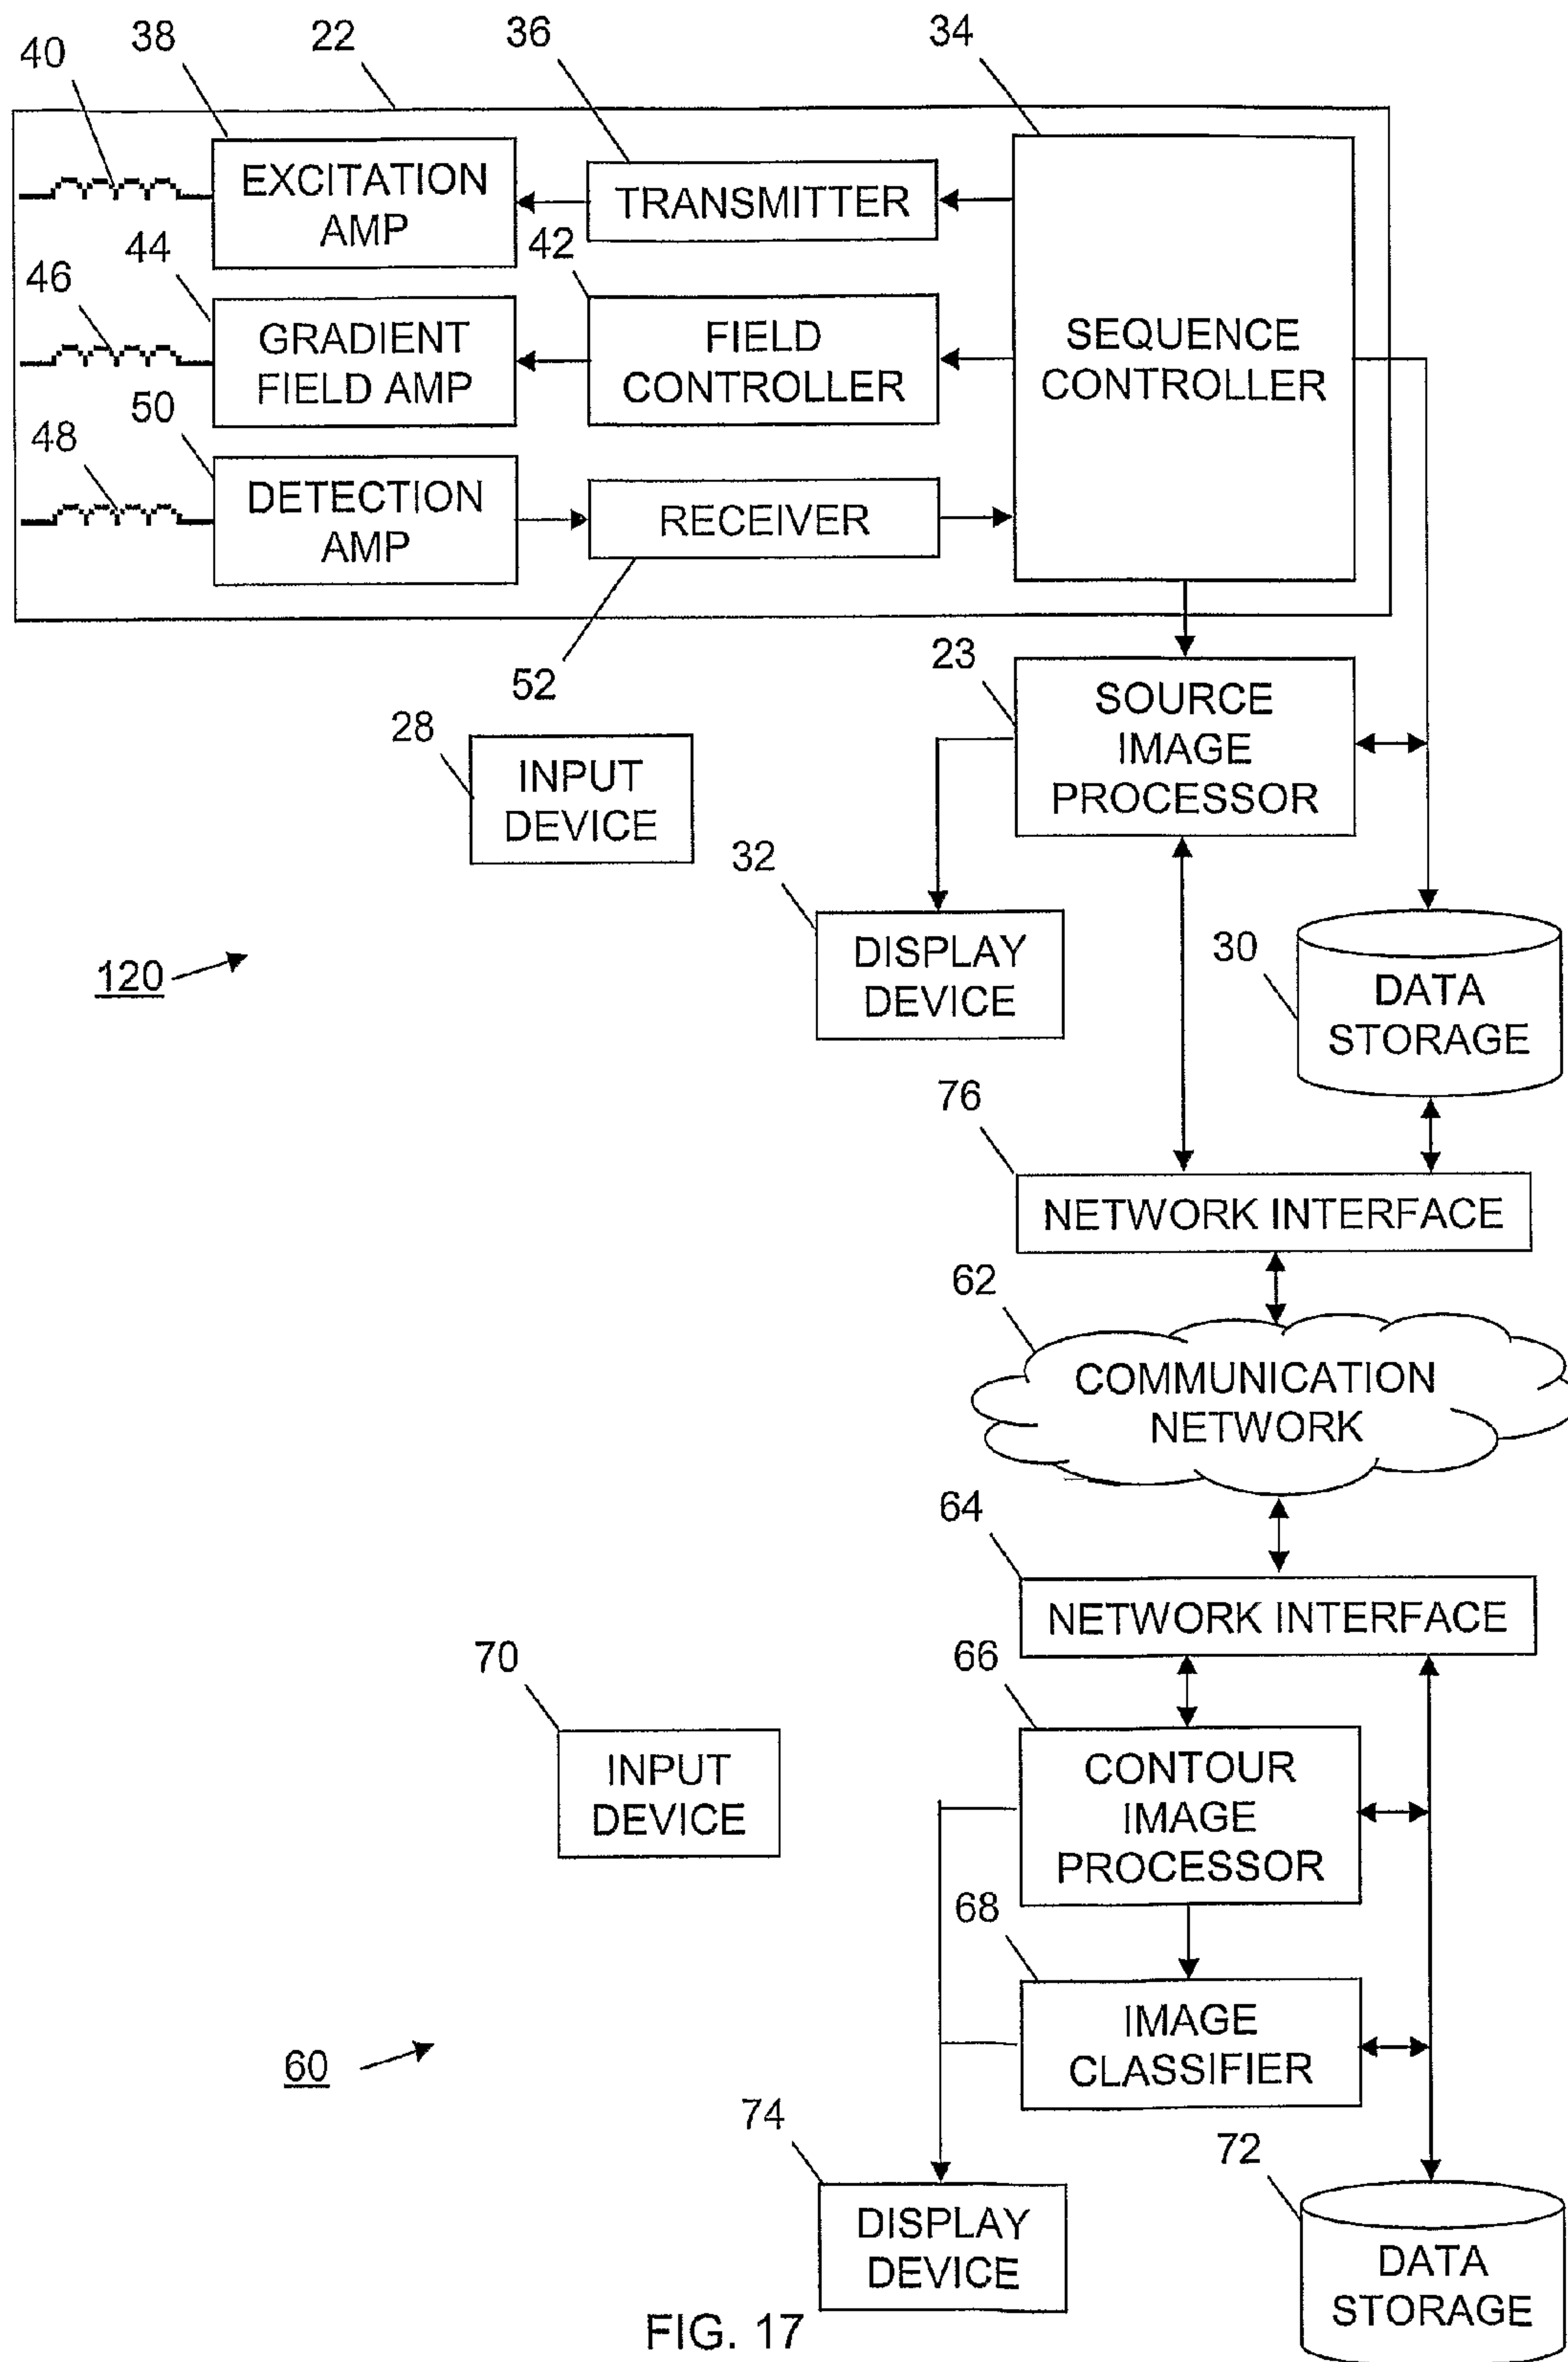 40
38
22
36
34
EXCITATION
AMP
TRANSMITTER
46
44
42
GRADIENT
FIELD AMP
FIELD
CONTROLLER
SEQUENCE
CONTROLLER
48
50
DETECTION
AMP
RECEIVER
52
23
SOURCE
IMAGE
PROCESSOR
28
INPUT
DEVICE
32
DISPLAY
DEVICE
30
DATA
STORAGE
120
76
NETWORK INTERFACE
62
COMMUNICATION
NETWORK
64
NETWORK INTERFACE
70
INPUT
DEVICE
66
CONTOUR
IMAGE
PROCESSOR
68
IMAGE
CLASSIFIER
60
74
DISPLAY
DEVICE
72
DATA
STORAGE
FIG. 17